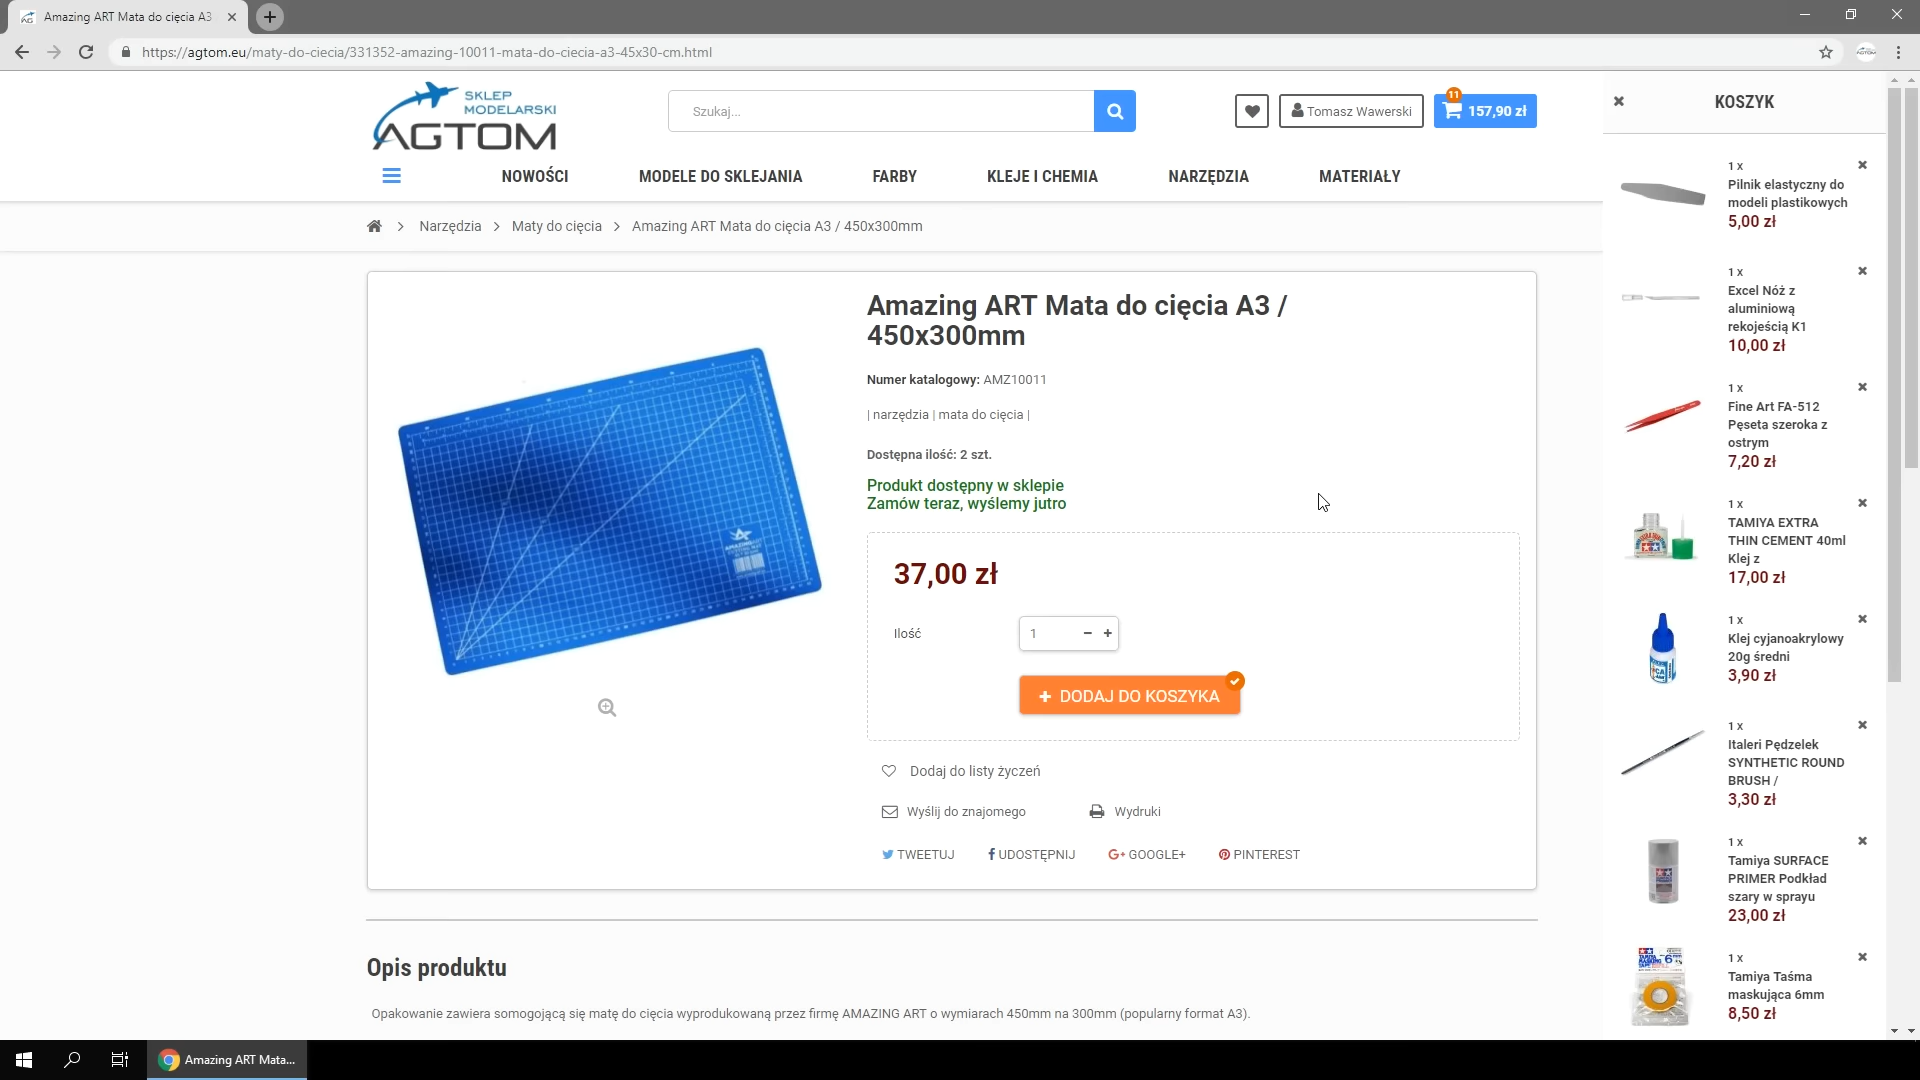 Amazing ART Mata do cięcia A3
https://agtom.eu/maty-do-ciecia/331352-amazing-10011-mata-do-ciecia-a3-45x30-cm.html
SKLEP
MODELARSKI
AGTOM
Szukaj...
Tomasz Wawerski
11
157,90 zł
NOWOŚCI
MODELE DO SKLEJANIA
FARBY
KLEJE I CHEMIA
NARZĘDZIA
MATERIAŁY
Narzędzia > Maty do cięcia > Amazing ART Mata do cięcia A3 / 450x300mm
Amazing ART Mata do cięcia A3 /
450x300mm
Numer katalogowy: AMZ10011
| narzędzia | mata do cięcia |
Dostępna ilość: 2 szt.
Produkt dostępny w sklepie
Zamów teraz, wyślemy jutro
37,00 zł
Ilość
1
DODAJ DO KOSZYKA
Dodaj do listy życzeń
Wyślij do znajomego
Wydruki
TWEETUJ
UDOSTĘPNIJ
GOOGLE+
PINTEREST
Opis produktu
Opakowanie zawiera somogojącą się matę do cięcia wyprodukowaną przez firmę AMAZING ART o wymiarach 450mm na 300mm (popularny format A3).
KOSZYK
1 x
Pilnik elastyczny do
modeli plastikowych
5,00 zł
1 x
Excel Nóż z
aluminiową
rekojeścią K1
10,00 zł
1 x
Fine Art FA-512
Pęseta szeroka z
ostrym
7,20 zł
1 x
TAMIYA EXTRA
THIN CEMENT 40ml
Klej z
17,00 zł
1 x
Klej cyjanoakrylowy
20g średni
3,90 zł
1 x
Italeri Pędzelek
SYNTHETIC ROUND
BRUSH /
3,30 zł
1 x
Tamiya SURFACE
PRIMER Podkład
szary w sprayu
23,00 zł
1 x
Tamiya Taśma
maskująca 6mm
8,50 zł
Amazing ART Mata...